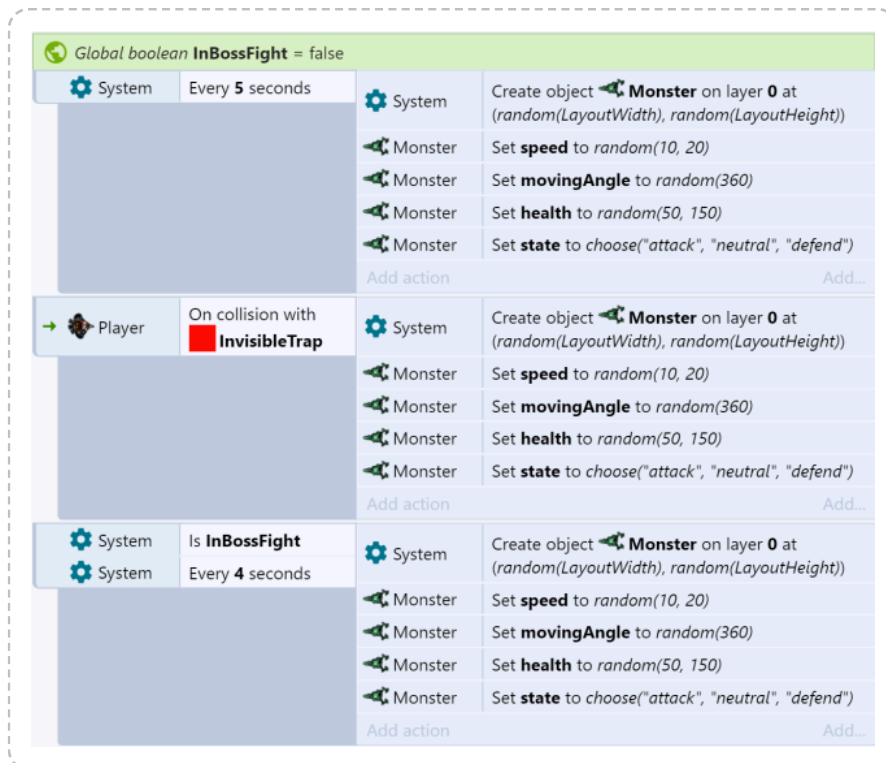 Global boolean InBossFight = false
System Every 5 seconds
System Create object Monster on layer 0 at
(random(LayoutWidth), random(LayoutHeight))
Monster Set speed to random(10, 20)
Monster Set movingAngle to random(360)
Monster Set health to random(50, 150)
Monster Set state to choose("attack", "neutral", "defend")
Add action Add...
Player On collision with
InvisibleTrap
System Create object Monster on layer 0 at
(random(LayoutWidth), random(LayoutHeight))
Monster Set speed to random(10, 20)
Monster Set movingAngle to random(360)
Monster Set health to random(50, 150)
Monster Set state to choose("attack", "neutral", "defend")
Add action Add...
System Is InBossFight
System Every 4 seconds
System Create object Monster on layer 0 at
(random(LayoutWidth), random(LayoutHeight))
Monster Set speed to random(10, 20)
Monster Set movingAngle to random(360)
Monster Set health to random(50, 150)
Monster Set state to choose("attack", "neutral", "defend")
Add action Add...